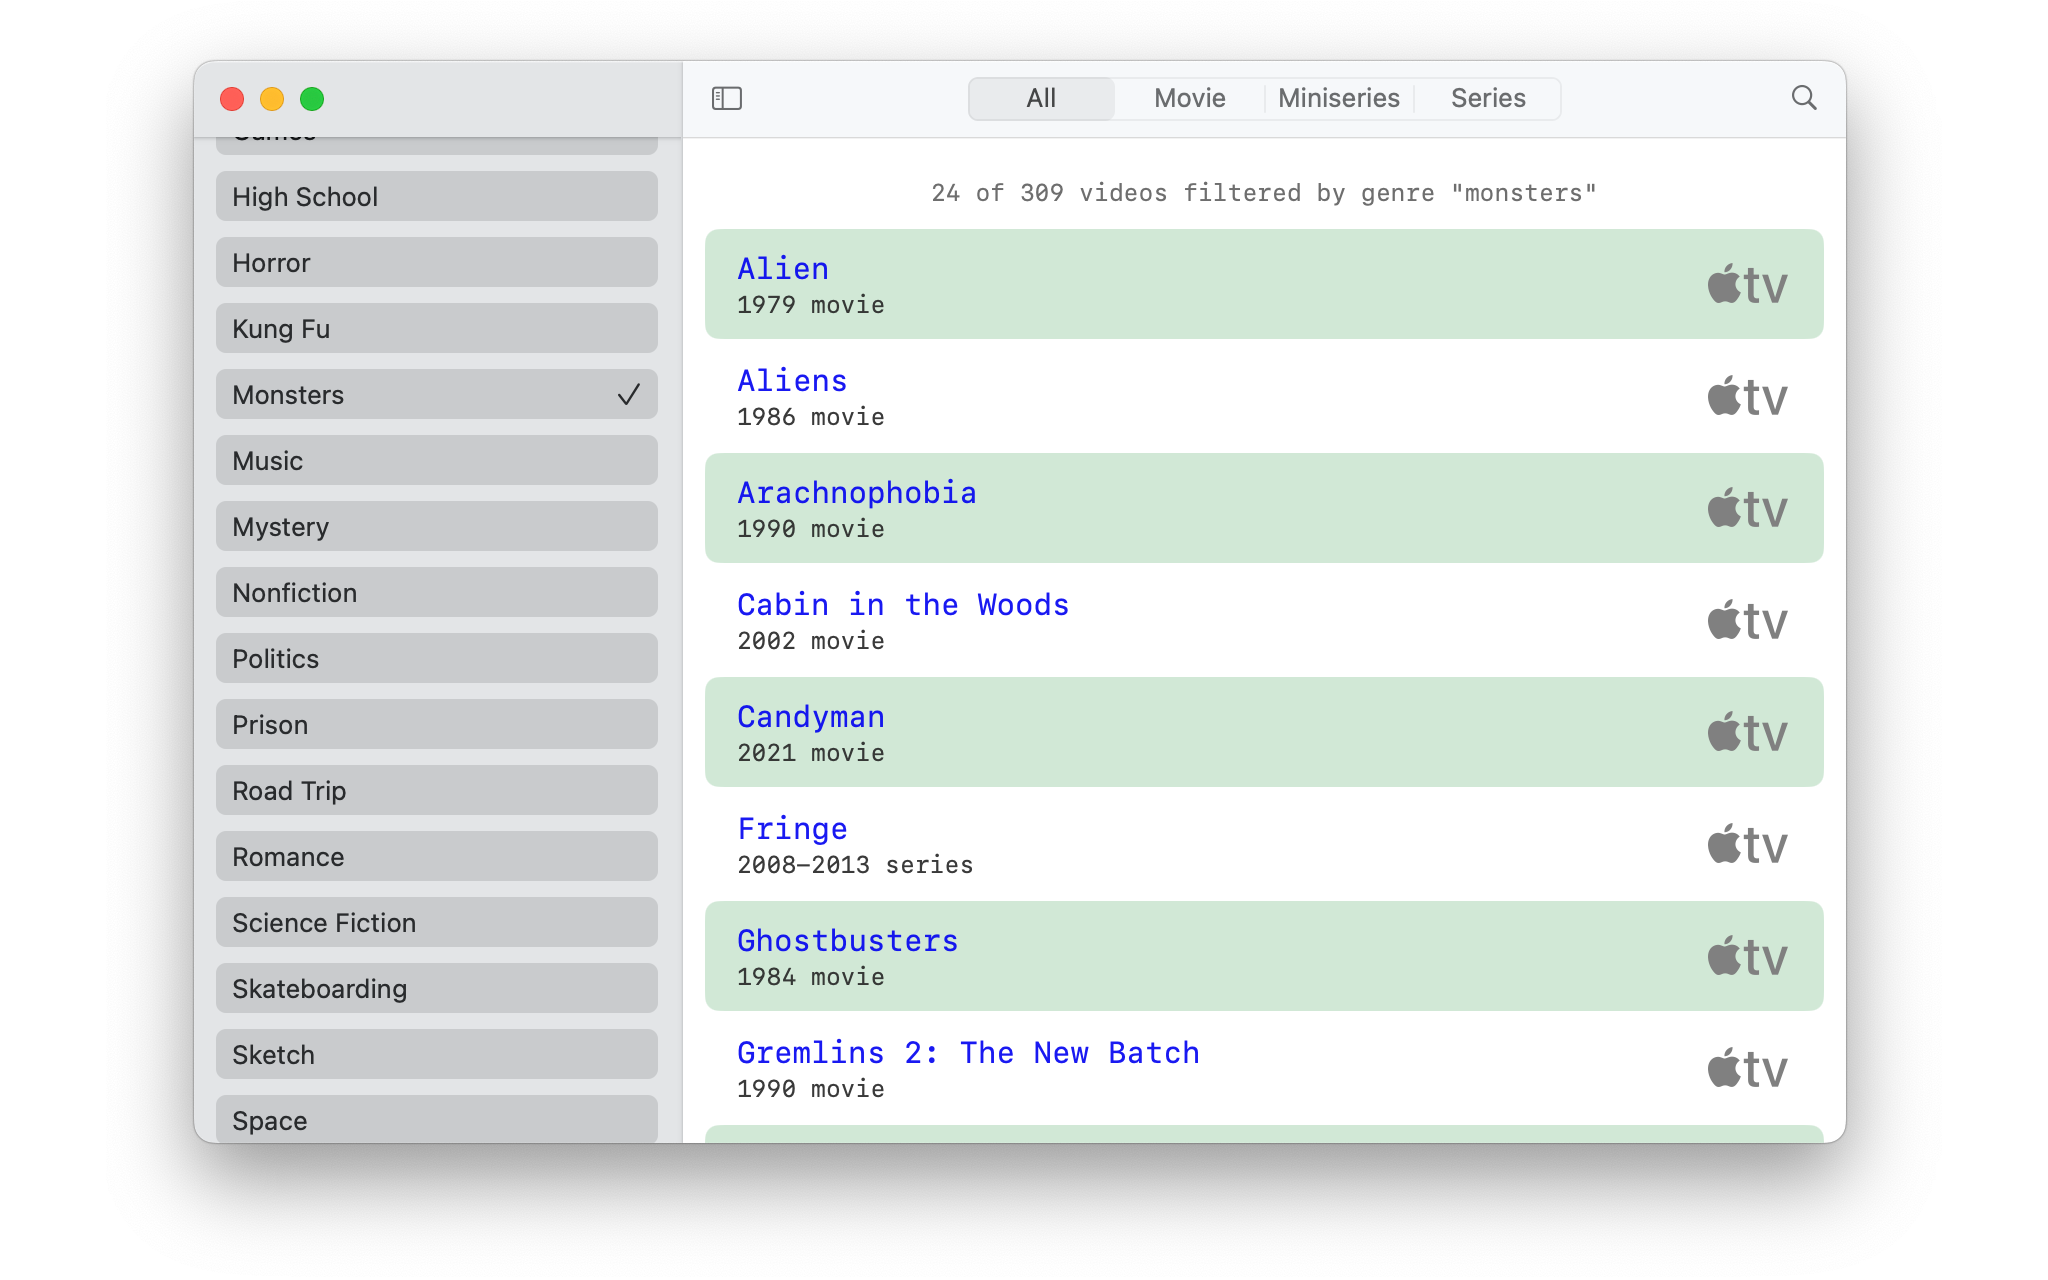 All
Movie
Miniseries
Series
High School
Horror
Kung Fu
Monsters
Music
Mystery
Nonfiction
Politics
Prison
Road Trip
Romance
Science Fiction
Skateboarding
Sketch
Space
24 of 309 videos filtered by genre "monsters"
Alien
1979 movie
tv
Aliens
1986 movie
tv
Arachnophobia
1990 movie
tv
Cabin in the Woods
2002 movie
tv
Candyman
2021 movie
tv
Fringe
2008–2013 series
tv
Ghostbusters
1984 movie
tv
Gremlins 2: The New Batch
1990 movie
tv